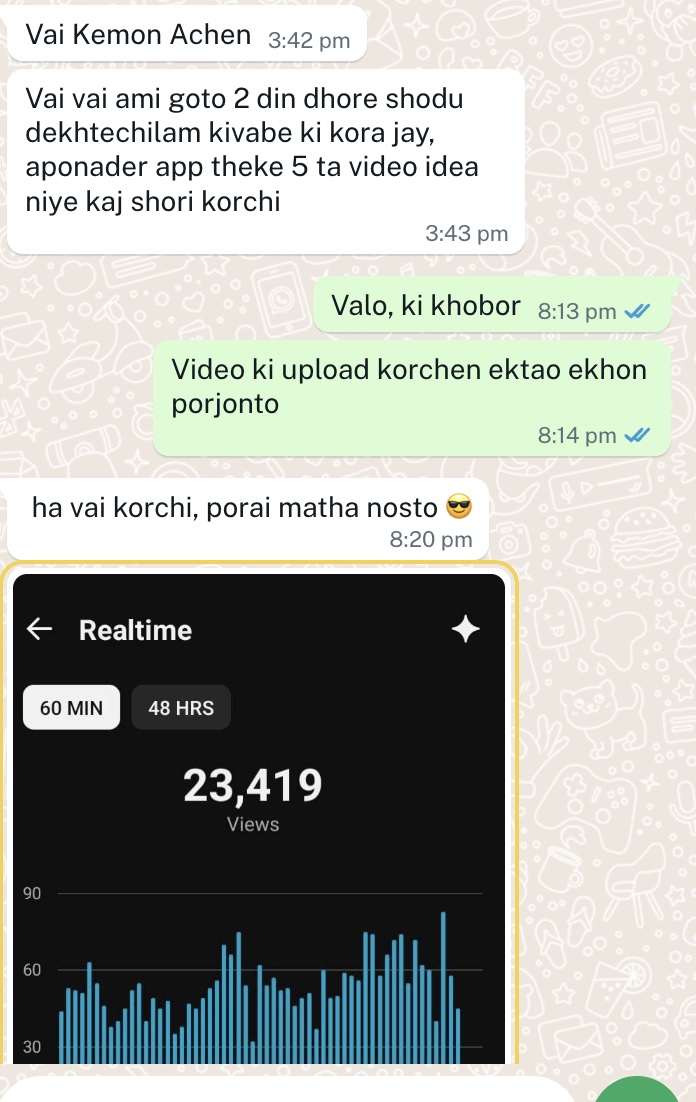 Vai Kemon Achen 3:42 pm
Vai vai ami goto 2 din dhore shodu
dekhtechilam kivabe ki kora jay,
aponader app theke 5 ta video idea
niye kaj shori korchi
3:43 pm
Valo, ki khobor 8:13 pm
Video ki upload korchen ektao ekhon
porjonto
8:14 pm
ha vai korchi, porai matha nosto 😎
8:20 pm
Realtime
60 MIN 48 HRS
23,419
Views
90
60
30